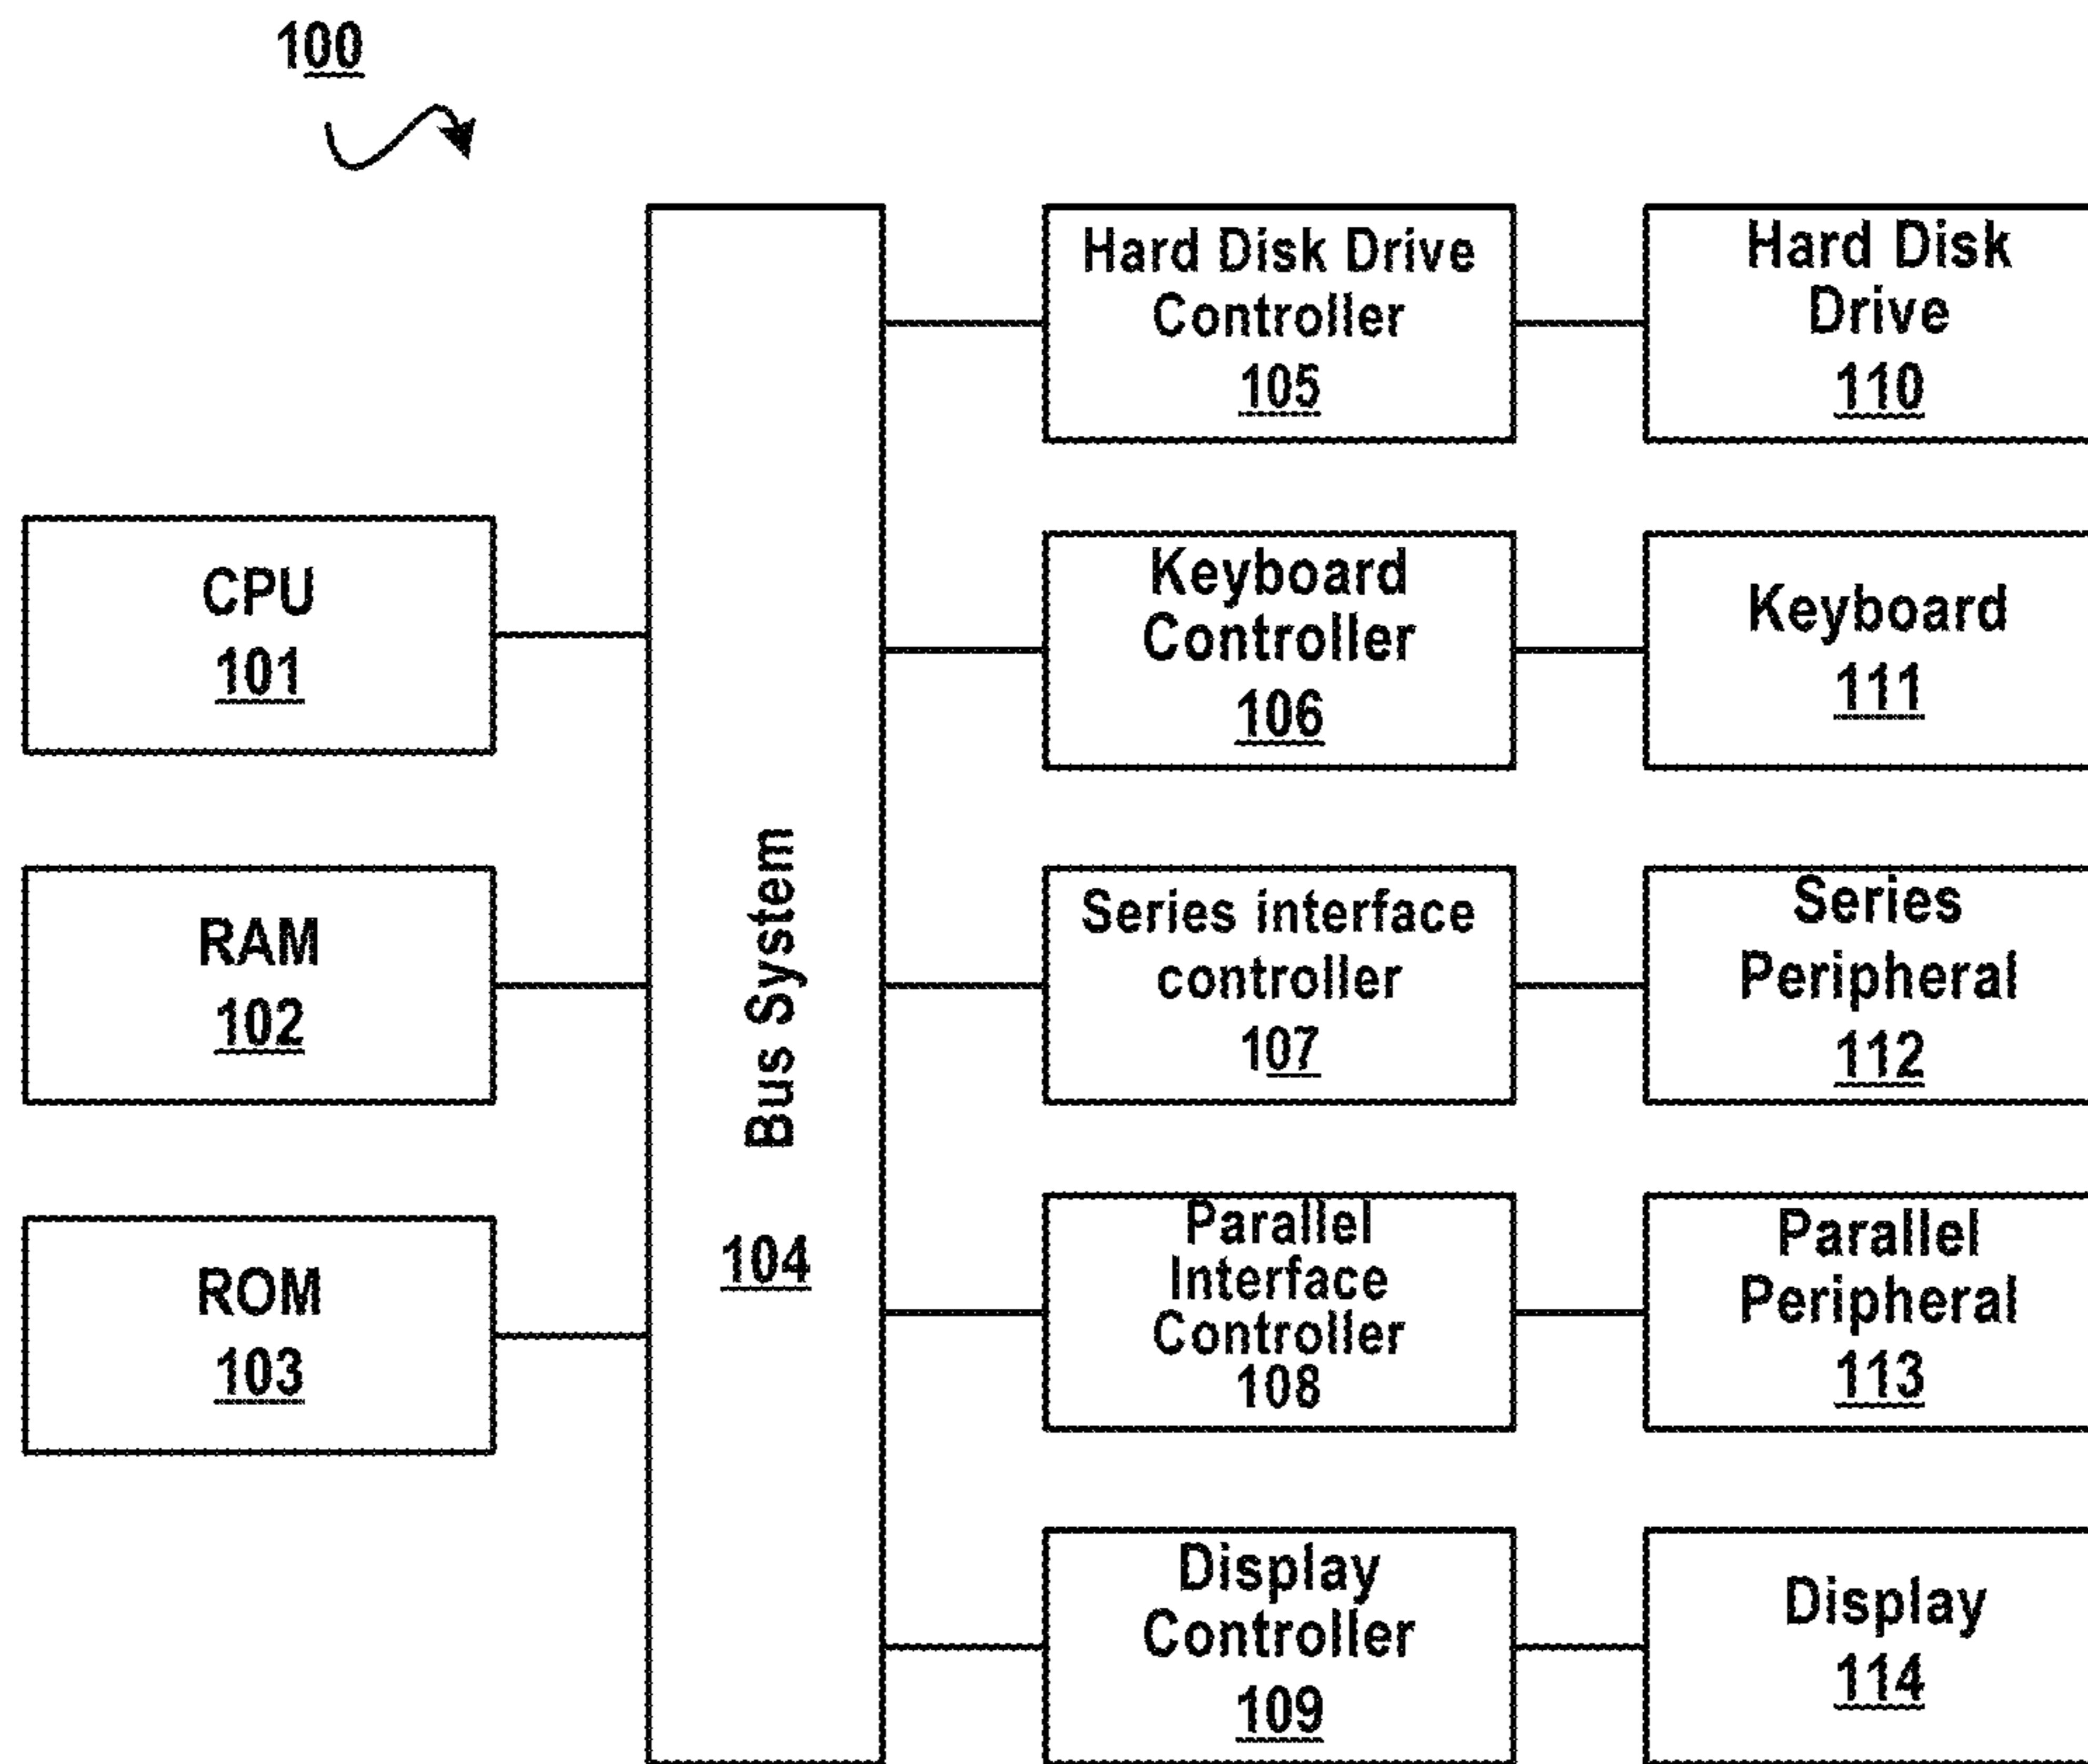 100
CPU
101
RAM
102
ROM
103
Bus System
104
Hard Disk Drive
Controller
105
Hard Disk
Drive
110
Keyboard
Controller
106
Keyboard
111
Series interface
controller
107
Series
Peripheral
112
Parallel
Interface
Controller
108
Parallel
Peripheral
113
Display
Controller
109
Display
114